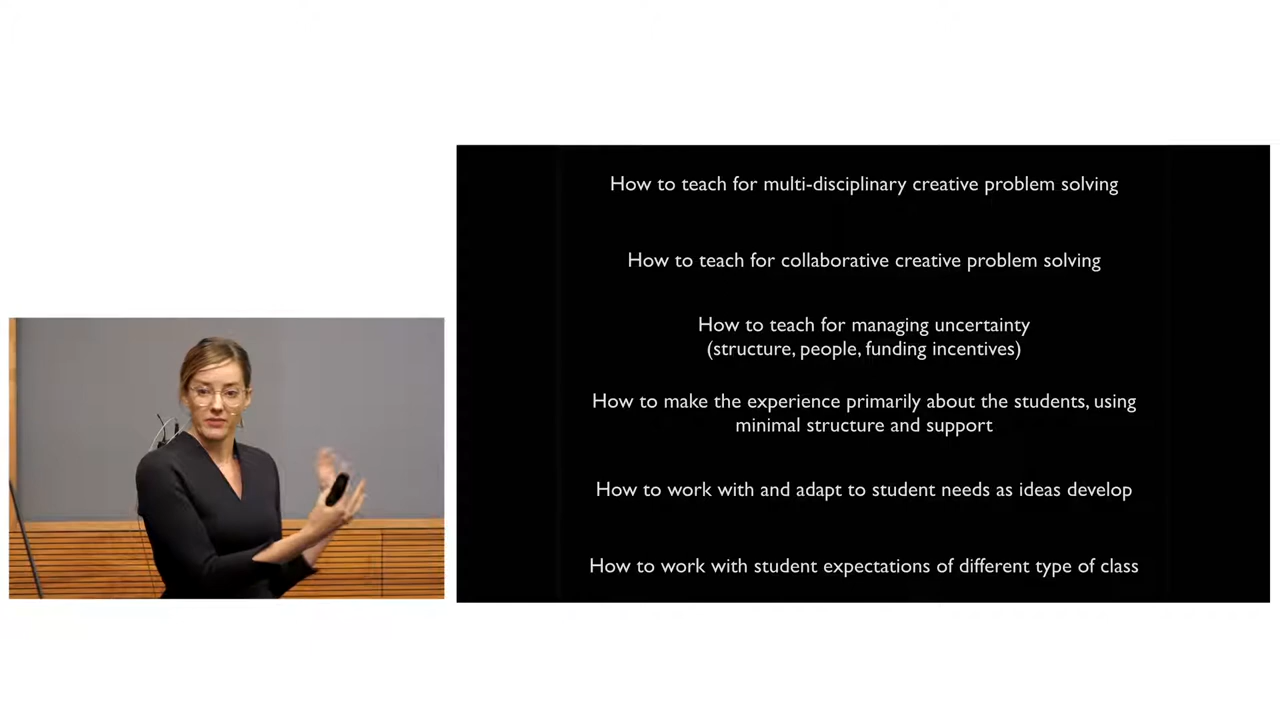 How to teach for multi-disciplinary creative problem solving
How to teach for collaborative creative problem solving
How to teach for managing uncertainty
(structure, people, funding incentives)
How to make the experience primarily about the students, using
minimal structure and support
How to work with and adapt to student needs as ideas develop
How to work with student expectations of different type of class